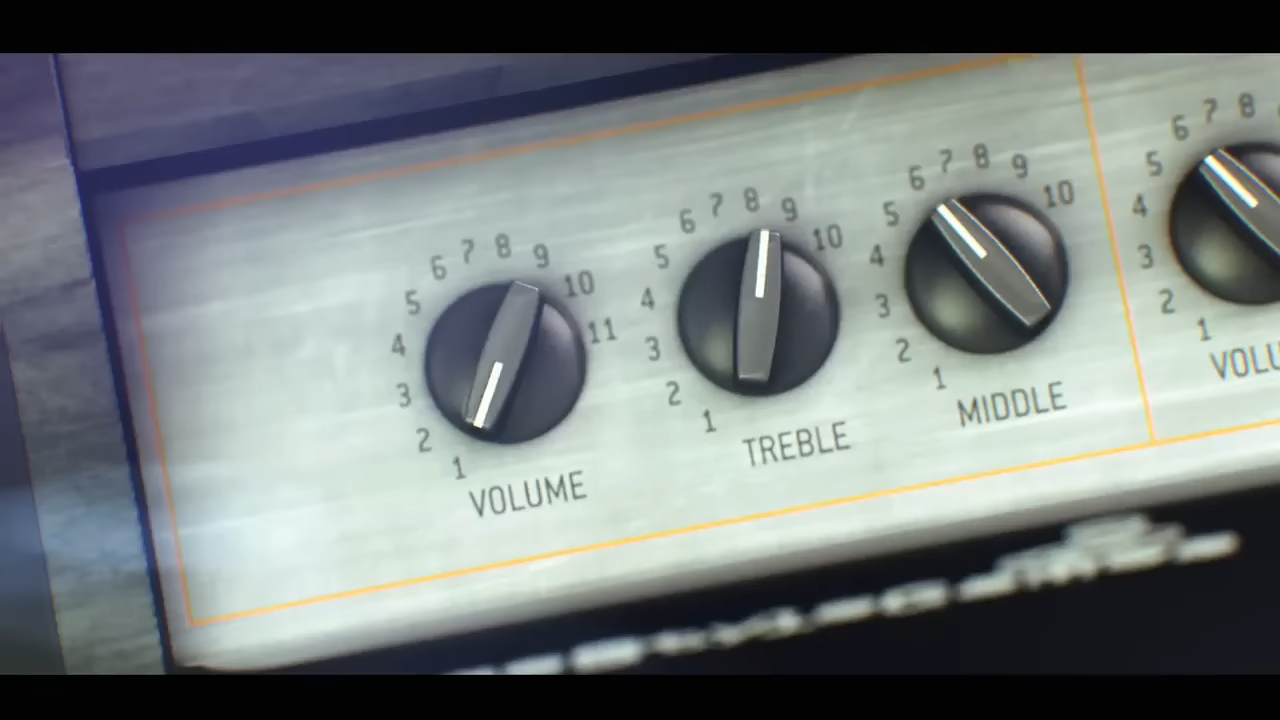 1 2 3 4 5 6 7 8 9 10 11
VOLUME
1 2 3 4 5 6 7 8 9 10
TREBLE
1 2 3 4 5 6 7 8 9 10
MIDDLE
1 2 3 4 5 6 7 8
VOLU